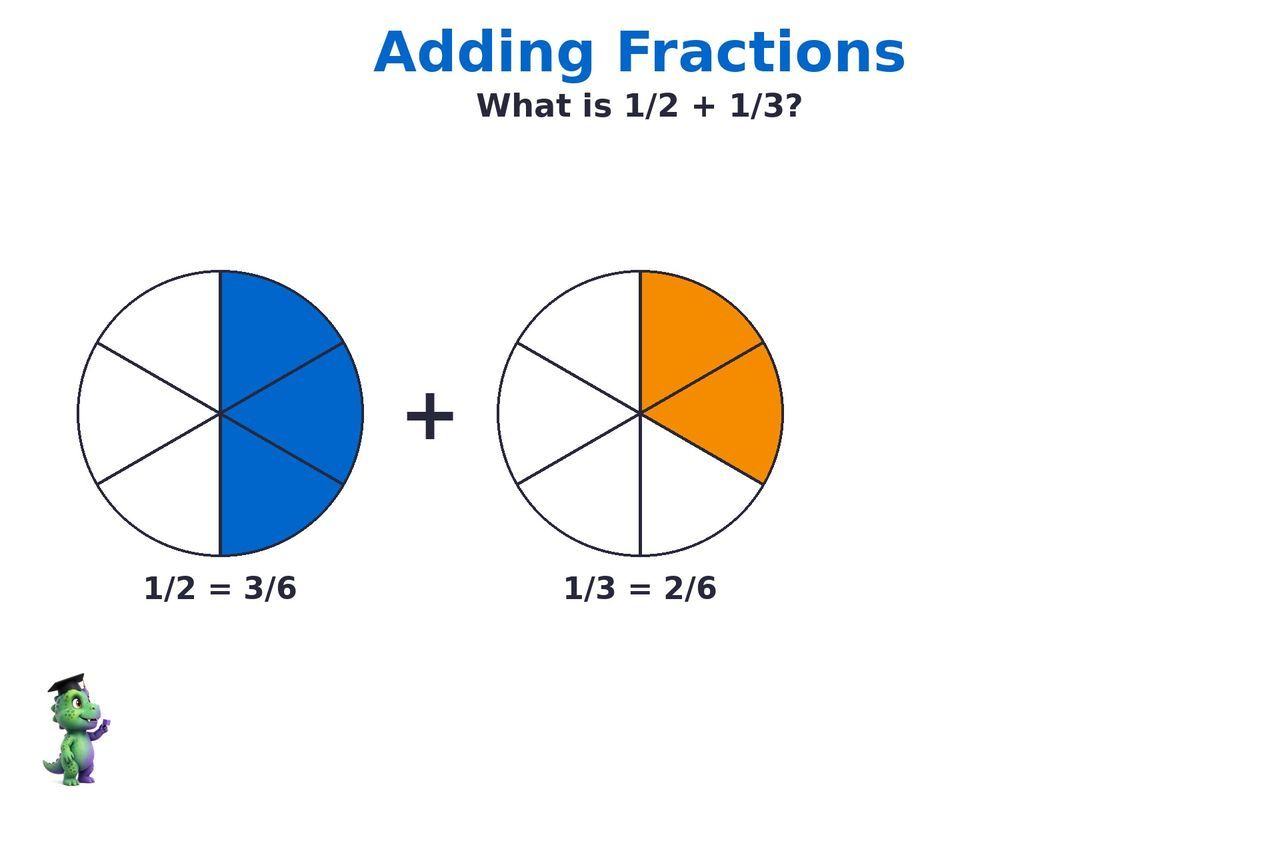 Adding Fractions
What is 1/2 + 1/3?
+
1/2 = 3/6
1/3 = 2/6